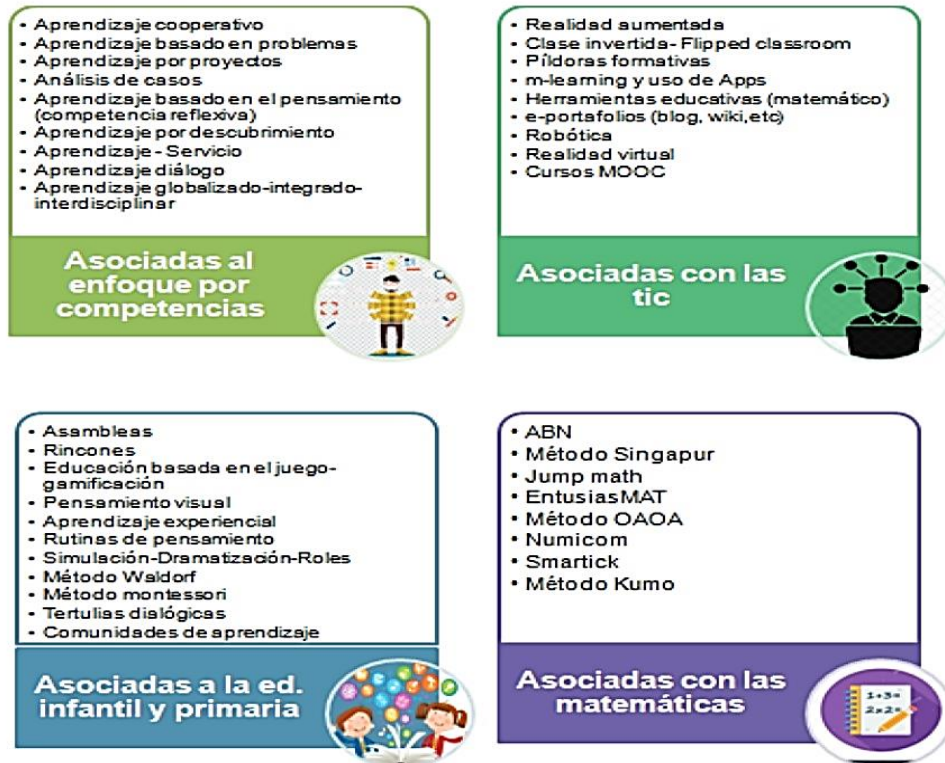 • Aprendizaje cooperativo
• Aprendizaje basado en problemas
• Aprendizaje por proyectos
• Análisis de casos
• Aprendizaje basado en el pensamiento
(competencia reflexiva)
• Aprendizaje por descubrimiento
• Aprendizaje - Servicio
• Aprendizaje diálogo
• Aprendizaje globalizado-integrado-
interdisciplinar
Asociadas al
enfoque por
competencias
• Realidad aumentada
• Clase invertida- Flipped classroom
• Píldoras formativas
• m-learning y uso de Apps
• Herramientas educativas (matemático)
• e-portafolios (blog, wiki,etc)
• Robótica
• Realidad virtual
• Cursos MOOC
Asociadas con las
tic
• Asambleas
• Rincones
• Educación basada en el juego-
gamificación
• Pensamiento visual
• Aprendizaje experiencial
• Rutinas de pensamiento
• Simulación-Dramatización-Roles
• Método Waldorf
• Método montessori
• Tertulias dialógicas
• Comunidades de aprendizaje
Asociadas a la ed.
infantil y primaria
• ABN
• Método Singapur
• Jump math
• EntusiasMAT
• Método OAOA
• Numicom
• Smartick
• Método Kumo
Asociadas con las
matemáticas
1+3=
2x2=